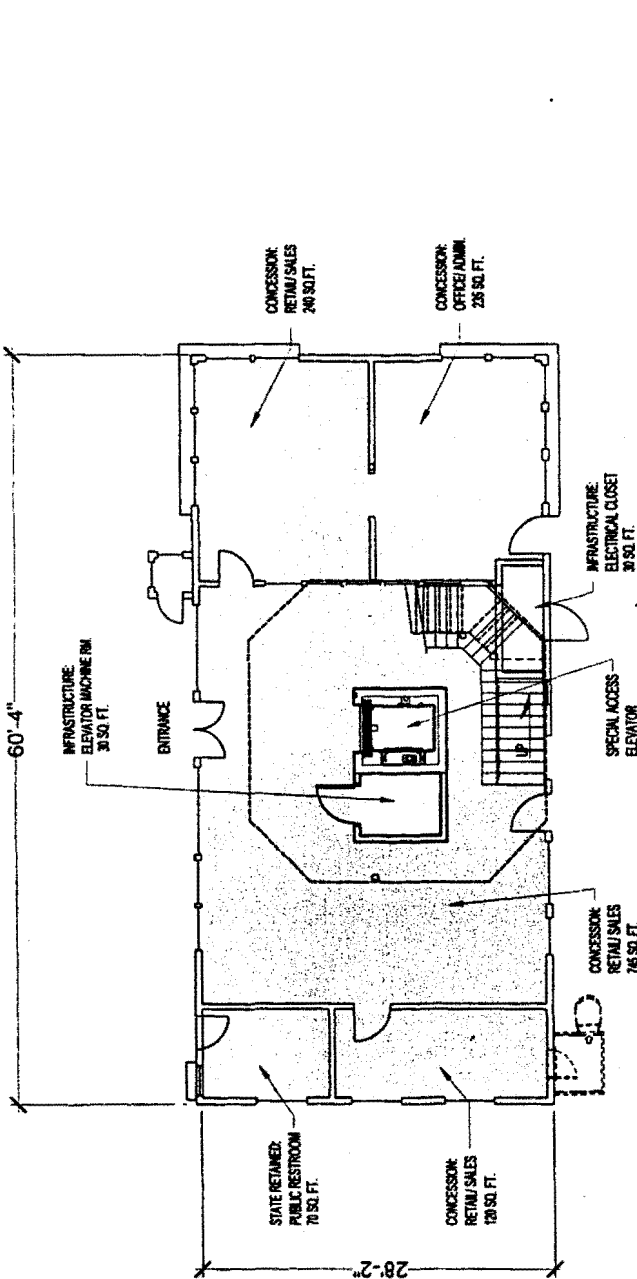 60'-4"
INFRASTRUCTURE:
ELEVATOR MACHINE RM.
30 SQ. FT.
ENTRANCE
CONCESSION:
RETAIL/ SALES
240 SQ. FT.
CONCESSION:
OFFICE/ ADMIN.
235 SQ. FT.
STATE RETAINED:
PUBLIC RESTROOM
70 SQ. FT.
CONCESSION:
RETAIL/ SALES
120 SQ. FT.
28'-2"
UP
CONCESSION:
RETAIL/ SALES
745 SQ. FT.
SPECIAL ACCESS
ELEVATOR
INFRASTRUCTURE:
ELECTRICAL CLOSET
30 SQ. FT.